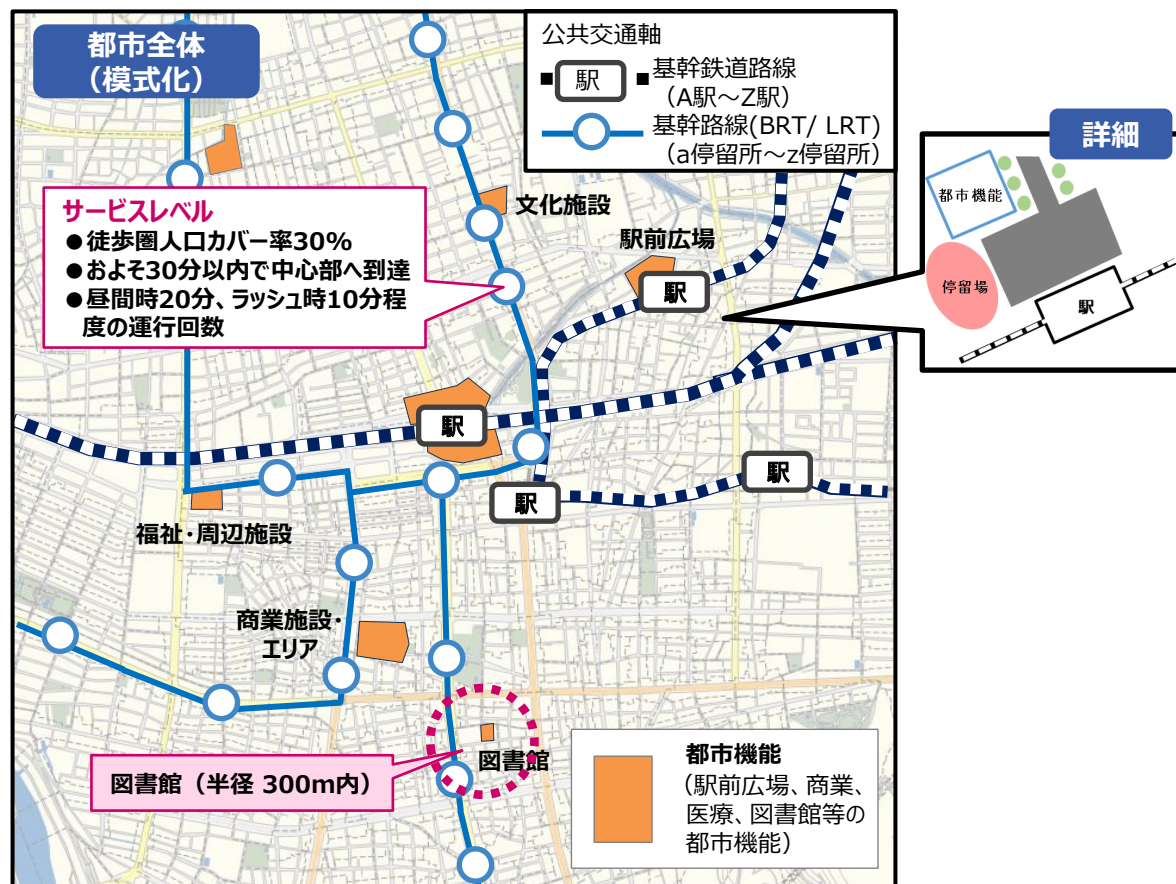 都市全体
（模式化）
公共交通軸
駅
基幹鉄道路線
（A駅～Z駅）
基幹路線(BRT/ LRT)
（a停留所～z停留所）
詳細
都市機能
停留場
駅
サービスレベル
●徒歩圏人口カバー率30%
●およそ30分以内で中心部へ到達
●昼間時20分、ラッシュ時10分程
度の運行回数
文化施設
駅前広場
駅
駅
駅
駅
福祉・周辺施設
商業施設・
エリア
図書館
図書館（半径 300m内）
都市機能
（駅前広場、商業、
医療、図書館等の
都市機能）